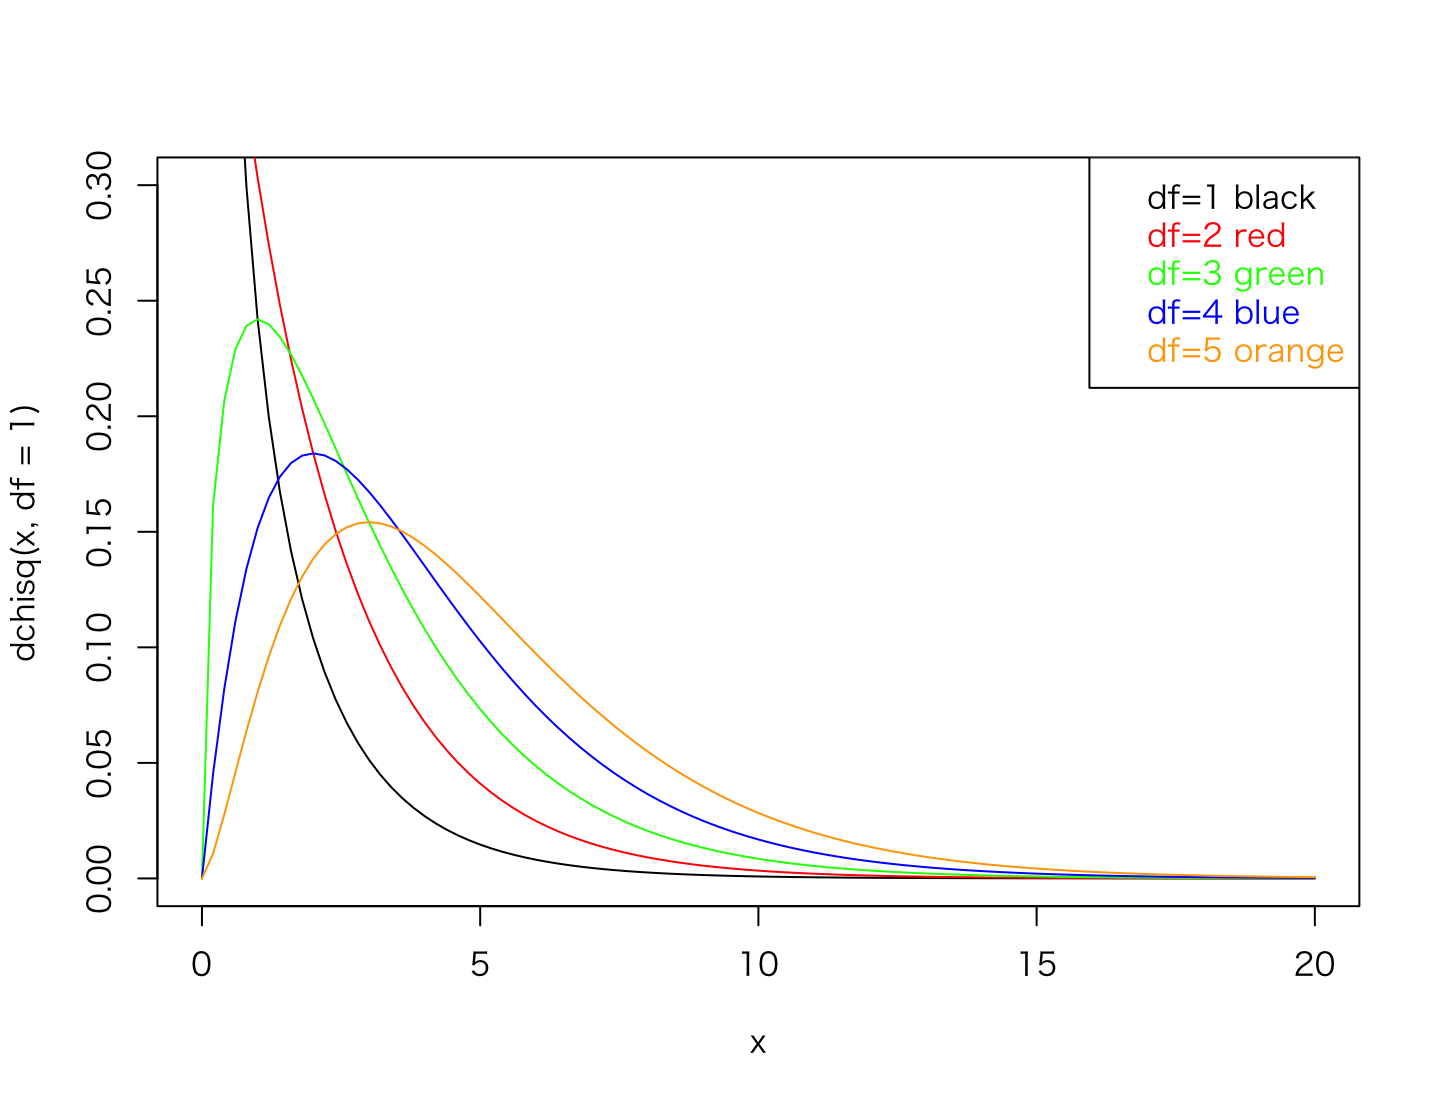 dchisq(x, df = 1)
0.30
0.25
0.20
0.15
0.10
0.05
0.00
df=1 black
df=2 red
df=3 green
df=4 blue
df=5 orange
0 5 10 15 20
x